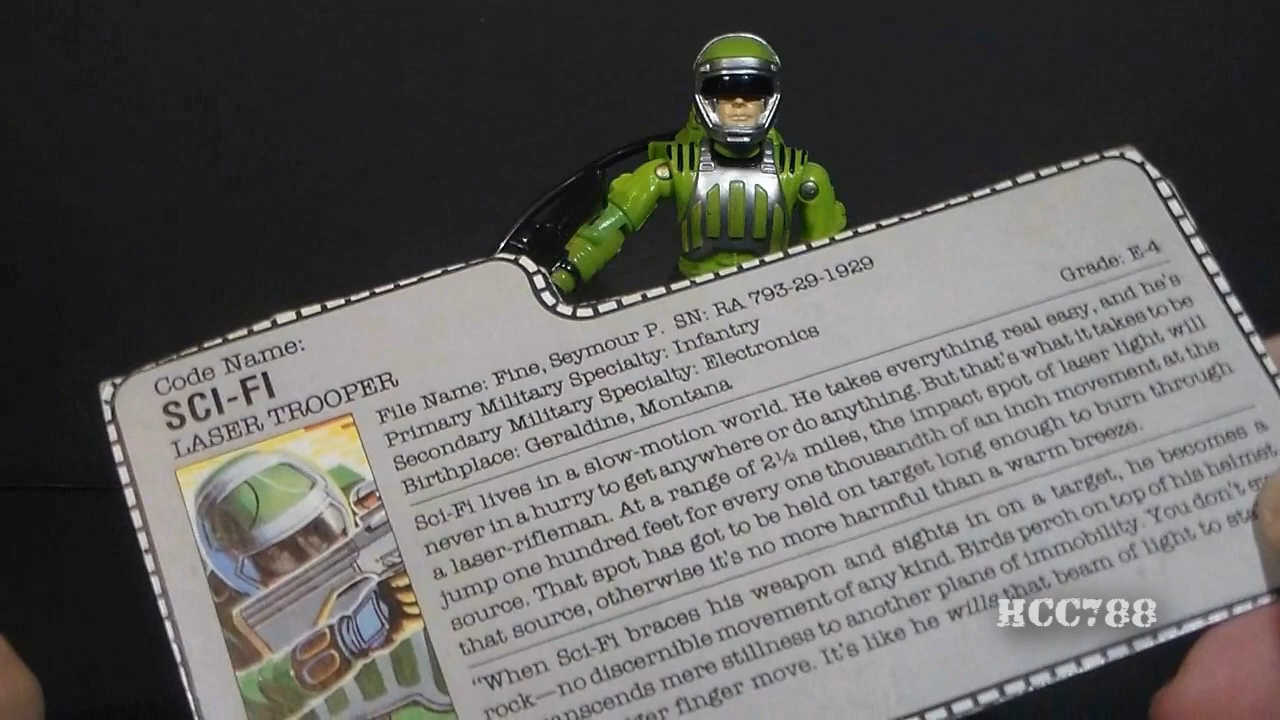 Code Name:
SCI-FI
LASER TROOPER
File Name: Fine, Seymour P. SN: RA 793-29-1929
Primary Military Specialty: Infantry
Secondary Military Specialty: Electronics
Birthplace: Geraldine, Montana
Grade: E-4
Sci-Fi lives in a slow-motion world. He takes everything real easy, and he's
never in a hurry to get anywhere or do anything. But that's what it takes to be
a laser-rifleman. At a range of 2½ miles, the impact spot of laser light will
jump one hundred feet for every one thousandth of an inch movement at the
source. That spot has got to be held on target long enough to burn through
that source, otherwise it's no more harmful than a warm breeze.
"When Sci-Fi braces his weapon and sights in on a target, he becomes a
rock—no discernible movement of any kind. Birds perch on top of his helmet
transcends mere stillness to another plane of immobility. You don't
finger move. It's like he wills that beam of light to
HCC788